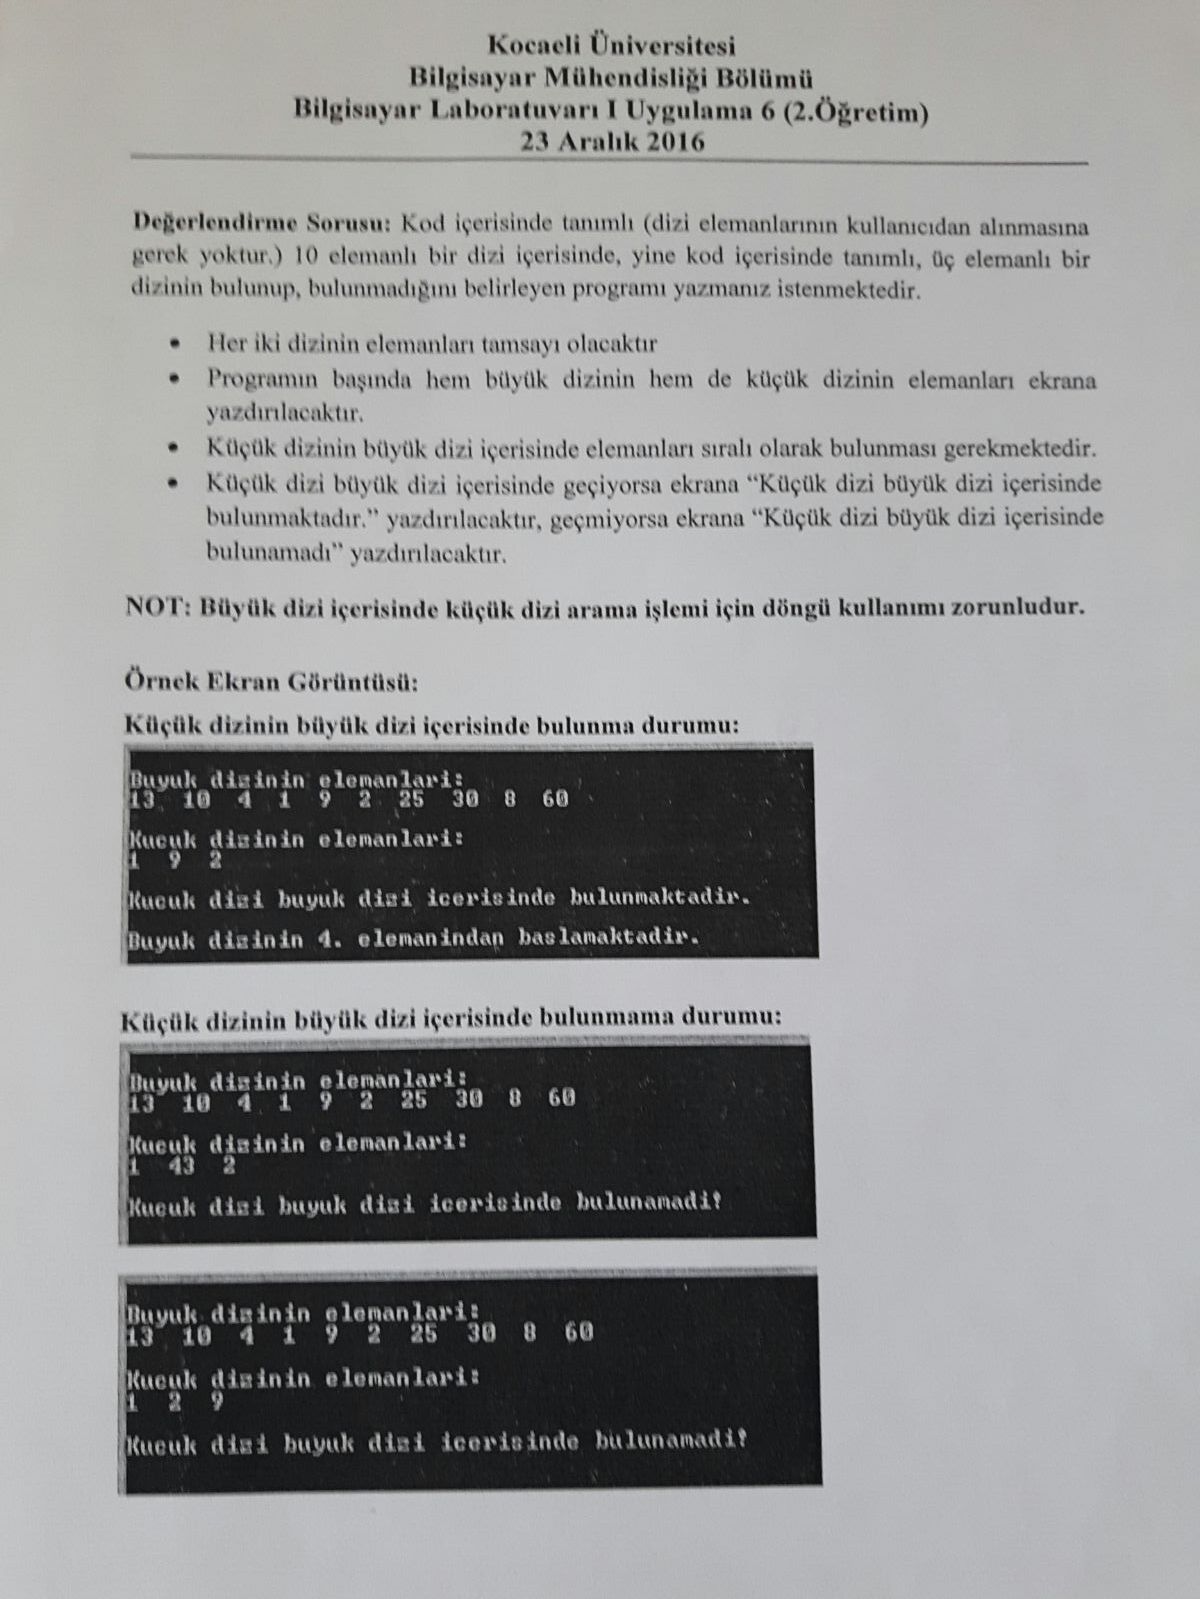 Kocaeli Üniversitesi
Bilgisayar Mühendisliği Bölümü
Bilgisayar Laboratuvarı I Uygulama 6 (2.Öğretim)
23 Aralık 2016
Değerlendirme Sorusu: Kod içerisinde tanımlı (dizi elemanlarının kullanıcıdan alınmasına
gerek yoktur.) 10 elemanlı bir dizi içerisinde, yine kod içerisinde tanımlı, üç elemanlı bir
dizinin bulunup, bulunmadığını belirleyen programı yazmanız istenmektedir.
• Her iki dizinin elemanları tamsayı olacaktır
• Programın başında hem büyük dizinin hem de küçük dizinin elemanları ekrana
yazdırılacaktır.
• Küçük dizinin büyük dizi içerisinde elemanları sıralı olarak bulunması gerekmektedir.
• Küçük dizi büyük dizi içerisinde geçiyorsa ekrana “Küçük dizi büyük dizi içerisinde
bulunmaktadır.” yazdırılacaktır, geçmiyorsa ekrana “Küçük dizi büyük dizi içerisinde
bulunamadı” yazdırılacaktır.
NOT: Büyük dizi içerisinde küçük dizi arama işlemi için döngü kullanımı zorunludur.
Örnek Ekran Görüntüsü:
Küçük dizinin büyük dizi içerisinde bulunma durumu:
Buyuk dizinin elemanlari:
13 10 4 1 9 2 25 30 8 60
Kucuk dizinin elemanlari:
1 9 2
Kucuk dizi buyuk dizi icerisinde bulunmaktadir.
Buyuk dizinin 4. elemanindan baslamaktadir.
Küçük dizinin büyük dizi içerisinde bulunmama durumu:
Buyuk dizinin elemanlari:
13 10 4 1 9 2 25 30 8 60
Kucuk dizinin elemanlari:
1 43 2
Kucuk dizi buyuk dizi icerisinde bulunamadi!
Buyuk dizinin elemanlari:
13 10 4 1 9 2 25 30 8 60
Kucuk dizinin elemanlari:
1 2 9
Kucuk dizi buyuk dizi icerisinde bulunamadi!